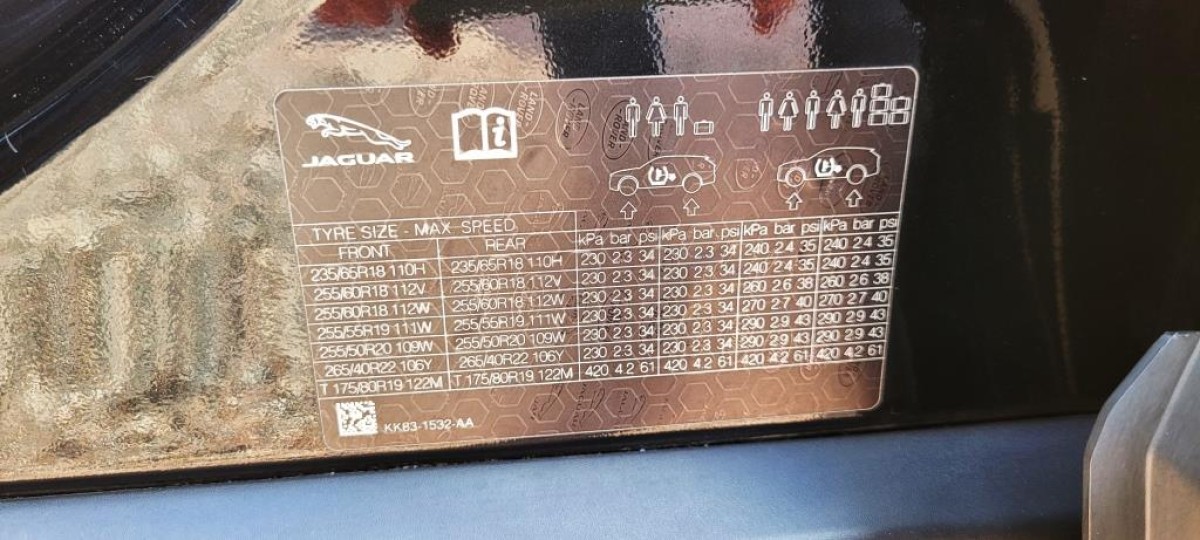 JAGUAR
TYRE SIZE - MAX SPEED
FRONT REAR kPa bar psi kPa bar psi kPa bar psi kPa bar psi
235/65R18 110H 235/65R18 110H 230 2.3 34 230 2.3 34 240 2.4 35 240 2.4 35
255/60R18 112V 255/60R18 112V 230 2.3 34 230 2.3 34 240 2.4 35 240 2.4 35
255/60R18 112W 255/60R18 112W 230 2.3 34 230 2.3 34 260 2.6 38 260 2.6 38
255/55R19 111W 255/55R19 111W 230 2.3 34 230 2.3 34 270 2.7 40 270 2.7 40
255/50R20 109W 255/50R20 109W 230 2.3 34 230 2.3 34 290 2.9 43 290 2.9 43
265/40R22 106Y 265/40R22 106Y 230 2.3 34 230 2.3 34 290 2.9 43 290 2.9 43
T 175/80R19 122M T 175/80R19 122M 420 4.2 61 420 4.2 61 420 4.2 61 420 4.2 61
KK83-1532-AA